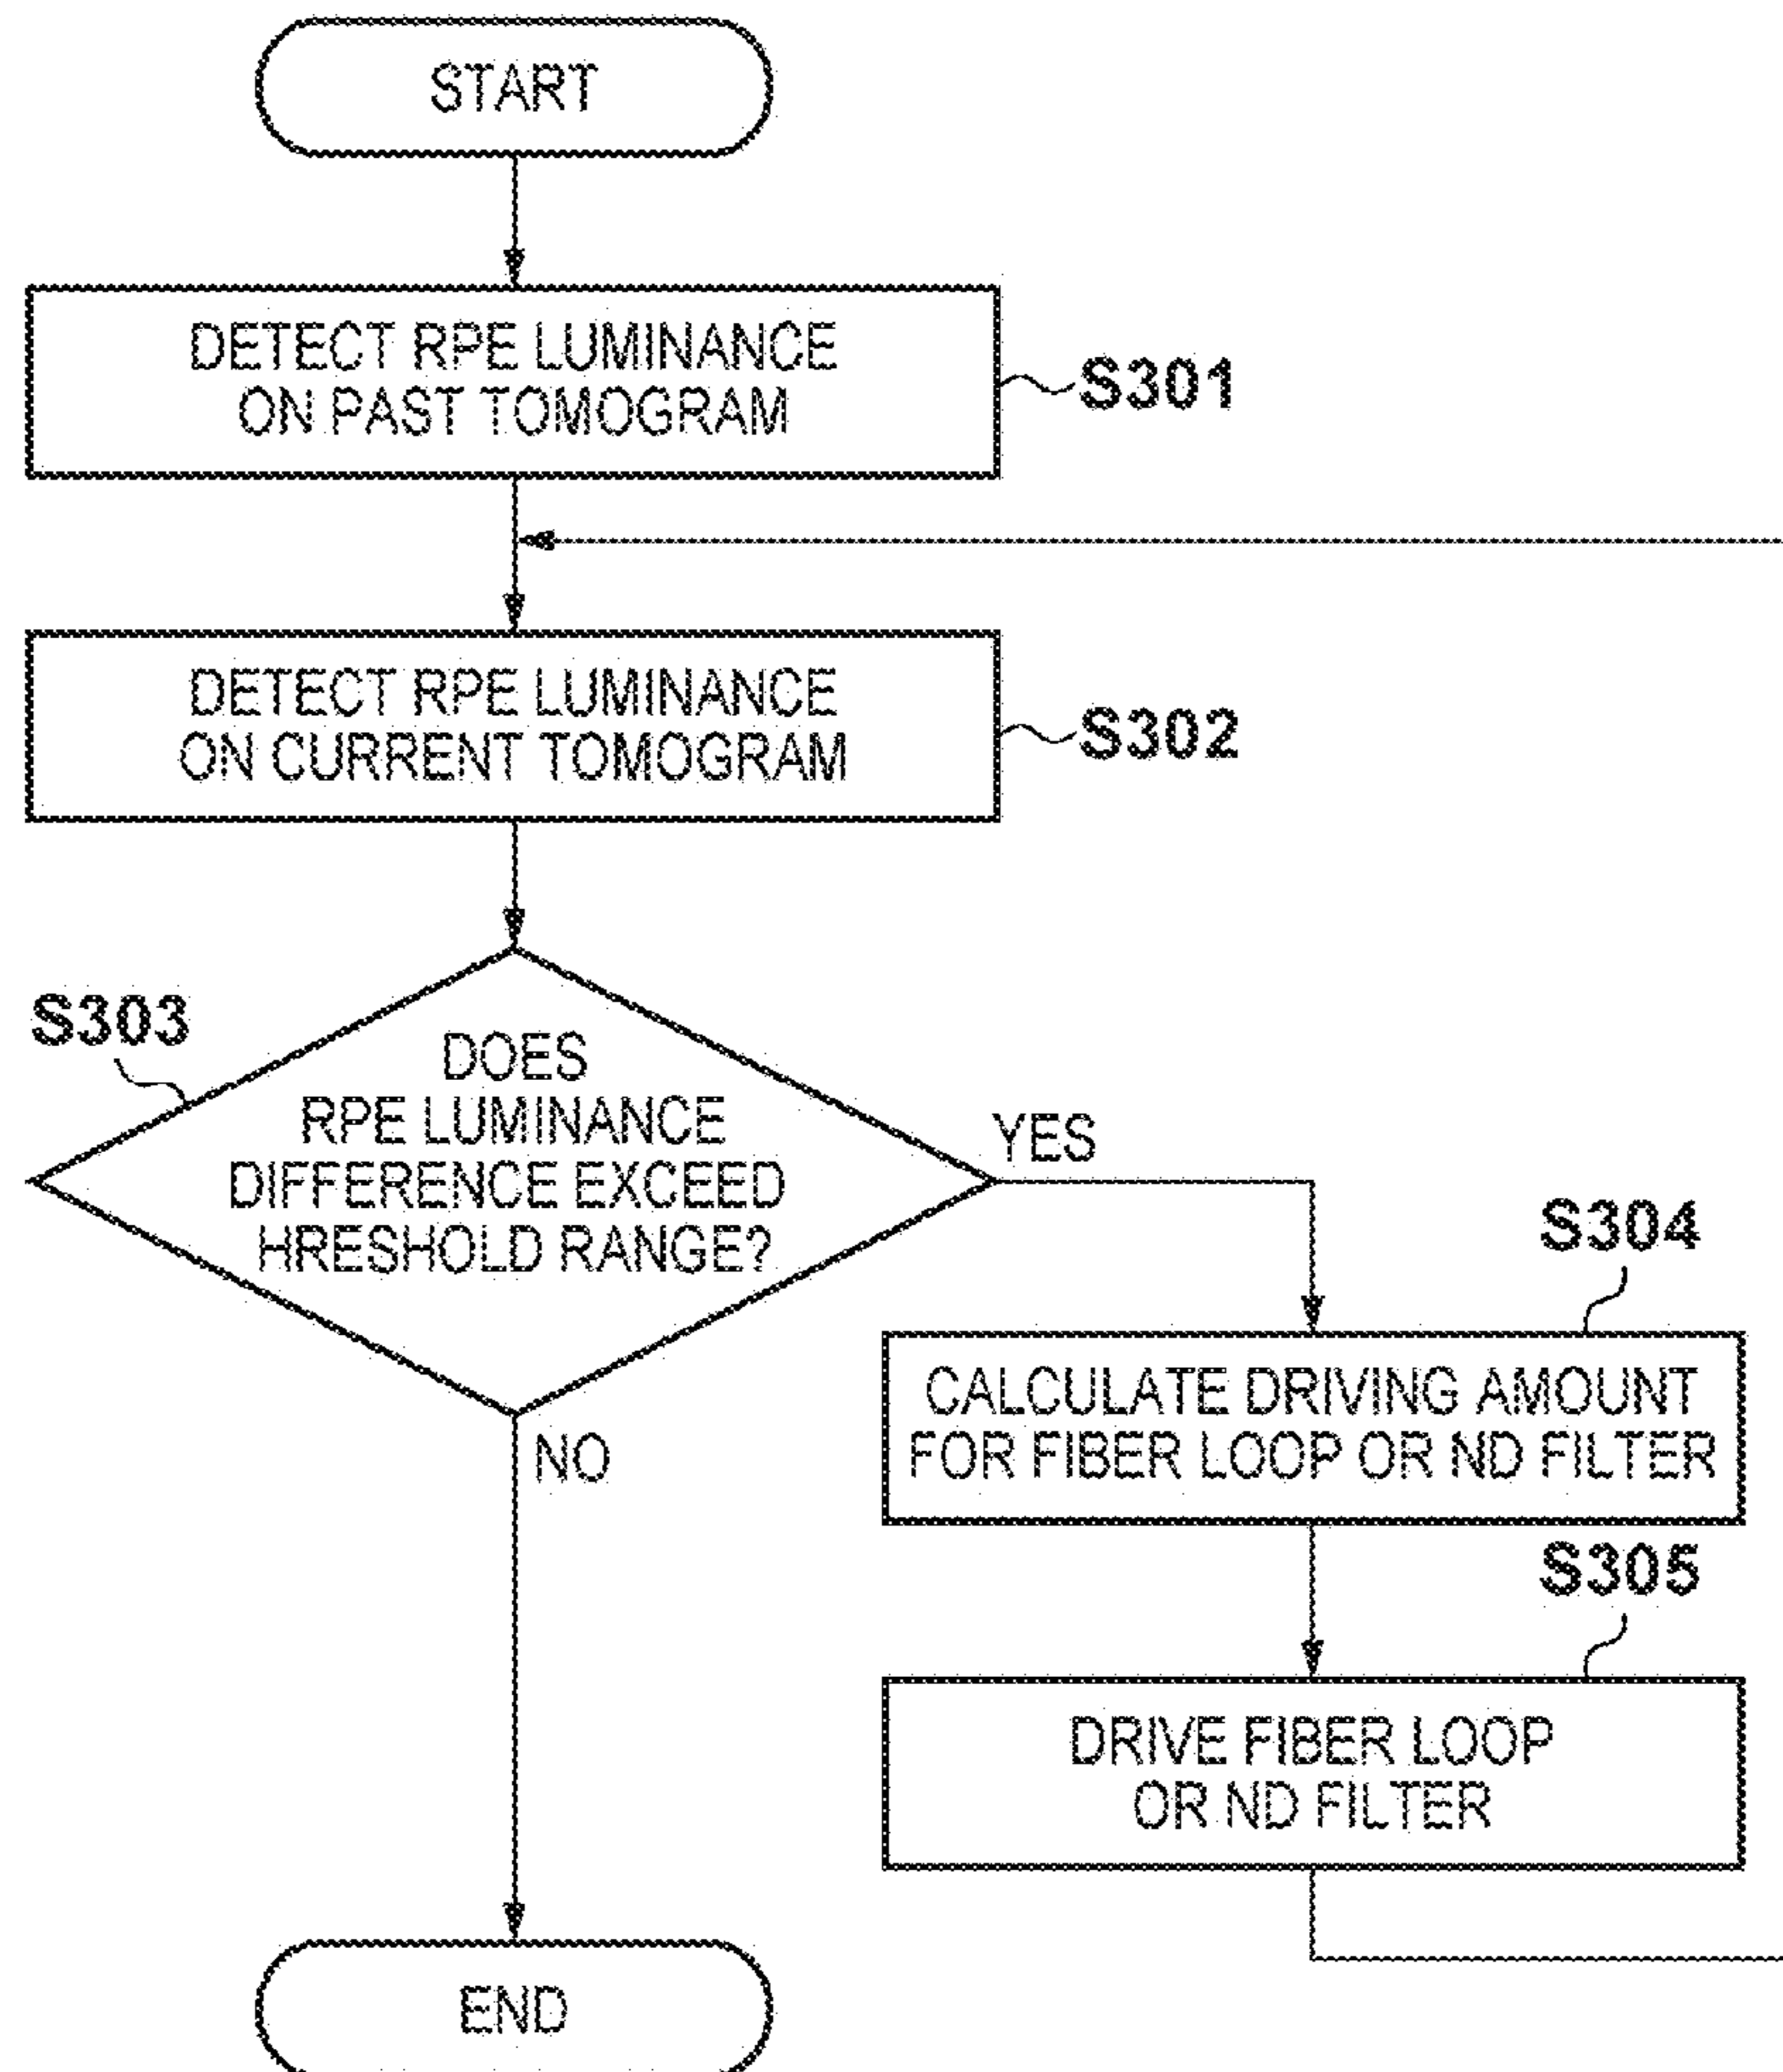 START
DETECT RPE LUMINANCE
ON PAST TOMOGRAM
S301
DETECT RPE LUMINANCE
ON CURRENT TOMOGRAM
S302
S303
DOES
RPE LUMINANCE
DIFFERENCE EXCEED
HRESHOLD RANGE?
YES
NO
S304
CALCULATE DRIVING AMOUNT
FOR FIBER LOOP OR ND FILTER
S305
DRIVE FIBER LOOP
OR ND FILTER
END